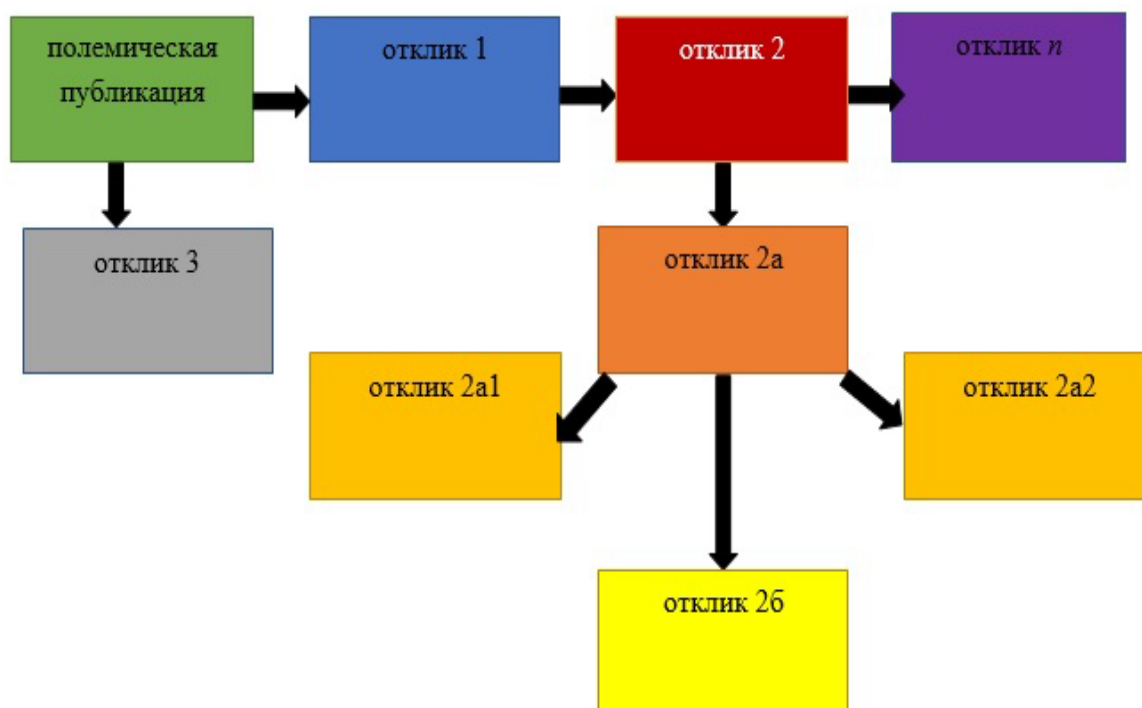 полемическая
публикация
отклик 1
отклик 2
отклик n
отклик 3
отклик 2а
отклик 2а1
отклик 2а2
отклик 2б